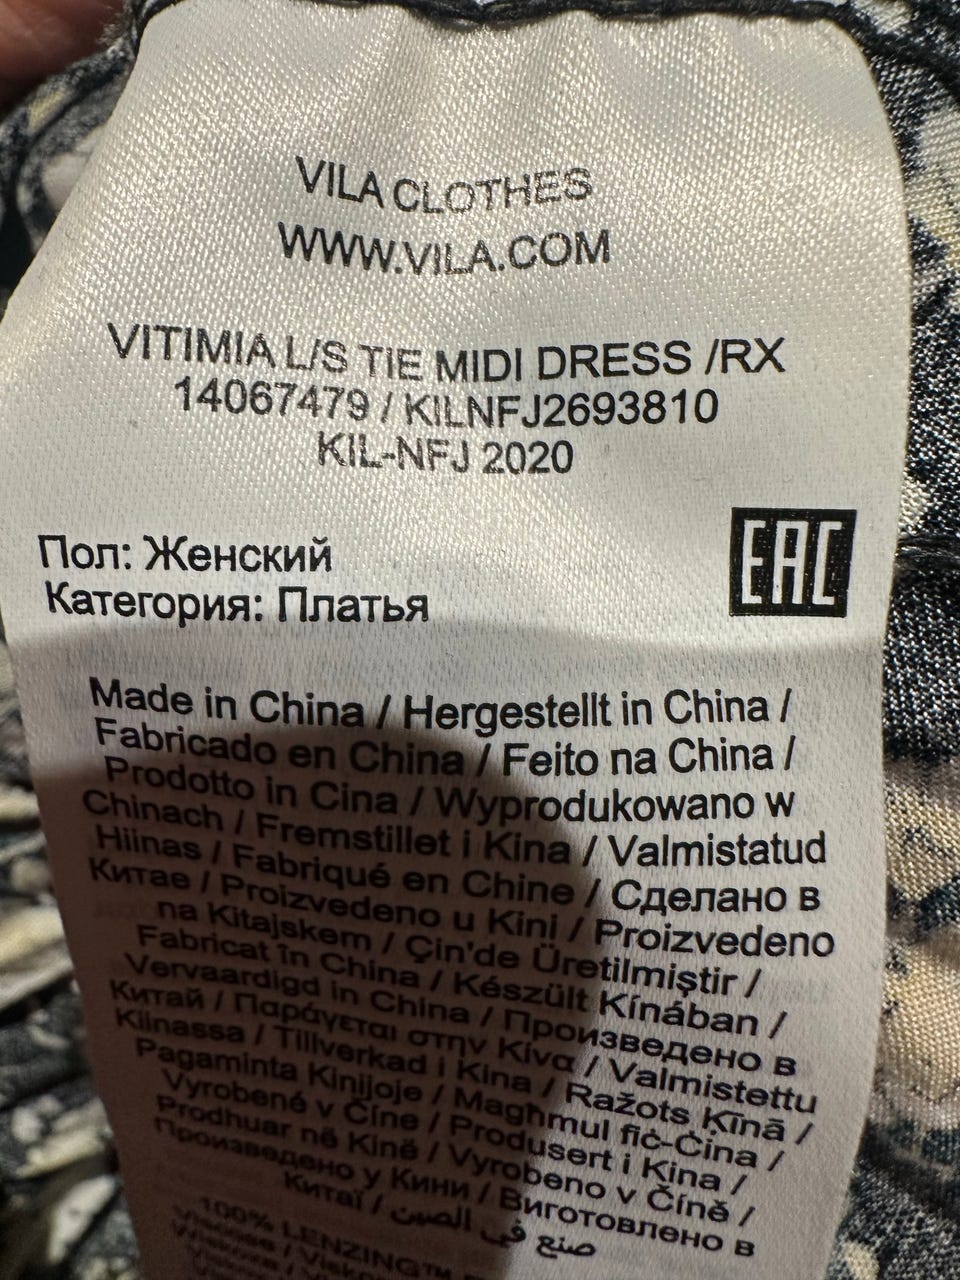 VILA CLOTHES
WWW.VILA.COM
VITIMIA L/S TIE MIDI DRESS /RX
14067479 / KILNFJ2693810
KIL-NFJ 2020
Пол: Женский
Категория: Платья
EAC
Made in China / Hergestellt in China /
Fabricado en China / Feito na China /
Prodotto in Cina / Wyprodukowano w
Chinach / Fremstillet i Kina / Valmistatud
Hiinas / Fabriqué en Chine / Сделано в
Китае / Proizvedeno u Kini / Proizvedeno
na Kitajskem / Çin'de Üretilmiştir /
Fabricat în China / Készült Kínában /
Vervaardigd in China / Произведено в
Китай / Παράγεται στην Κίνα / Valmistettu
Kiinassa / Tillverkad i Kina / Ražots Ķīnā /
Pagaminta Kinijoje / Magħmul fiċ-Ċina /
Vyrobené v Číne / Produsert i Kina /
Prodhuar në Kinë / Vyrobeno v Číně /
Произведено у Кини / Виготовлено в
Китаї / صنع في الصين
100% LENZING™
Viscose /